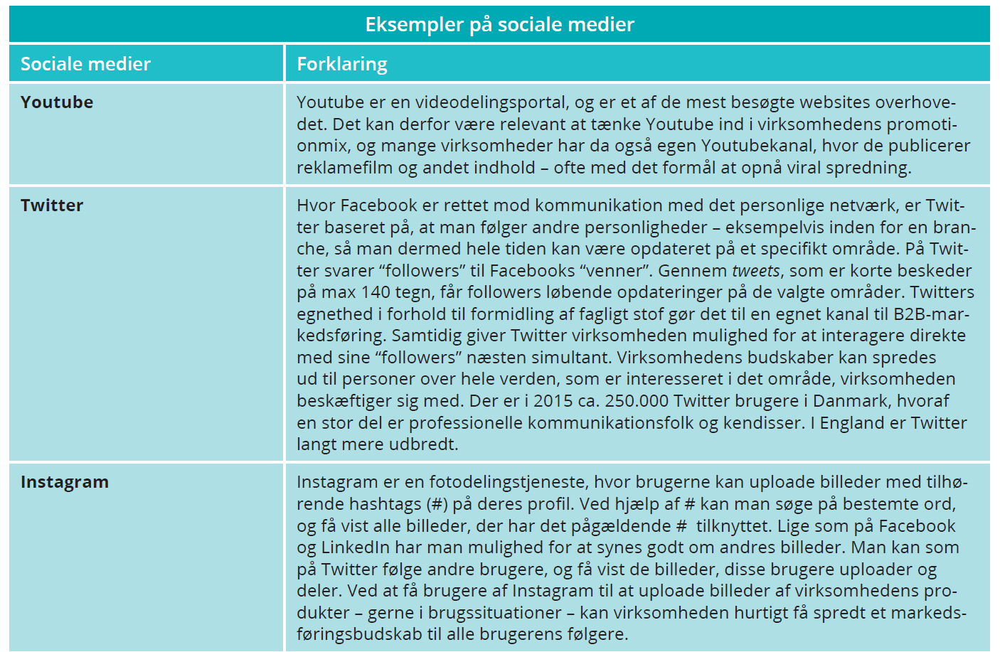 Eksempler på sociale medier
Sociale medier
Forklaring
Youtube
Youtube er en videodelingsportal, og er et af de mest besøgte websites overhove-
det. Det kan derfor være relevant at tænke Youtube ind i virksomhedens promoti-
onmix, og mange virksomheder har da også egen Youtubekanal, hvor de publicerer
reklamefilm og andet indhold – ofte med det formål at opnå viral spredning.
Twitter
Hvor Facebook er rettet mod kommunikation med det personlige netværk, er Twit-
ter baseret på, at man følger andre personligheder – eksempelvis inden for en bran-
che, så man dermed hele tiden kan være opdateret på et specifikt område. På Twit-
ter svarer “followers” til Facebooks “venner”. Gennem tweets, som er korte beskeder
på max 140 tegn, får followers løbende opdateringer på de valgte områder. Twitters
egnethed i forhold til formidling af fagligt stof gør det til en egnet kanal til B2B-mar-
kedsføring. Samtidig giver Twitter virksomheden mulighed for at interagere direkte
med sine “followers” næsten simultant. Virksomhedens budskaber kan spredes
ud til personer over hele verden, som er interesseret i det område, virksomheden
beskæftiger sig med. Der er i 2015 ca. 250.000 Twitter brugere i Danmark, hvoraf
en stor del er professionelle kommunikationsfolk og kendisser. I England er Twitter
langt mere udbredt.
Instagram
Instagram er en fotodelingstjeneste, hvor brugerne kan uploade billeder med tilhø-
rende hashtags (#) på deres profil. Ved hjælp af # kan man søge på bestemte ord,
og få vist alle billeder, der har det pågældende # tilknyttet. Lige som på Facebook
og LinkedIn har man mulighed for at synes godt om andres billeder. Man kan som
på Twitter følge andre brugere, og få vist de billeder, disse brugere uploader og
deler. Ved at få brugere af Instagram til at uploade billeder af virksomhedens pro-
dukter – gerne i brugssituationer – kan virksomheden hurtigt få spredt et markeds-
føringsbudskab til alle brugerens følgere.